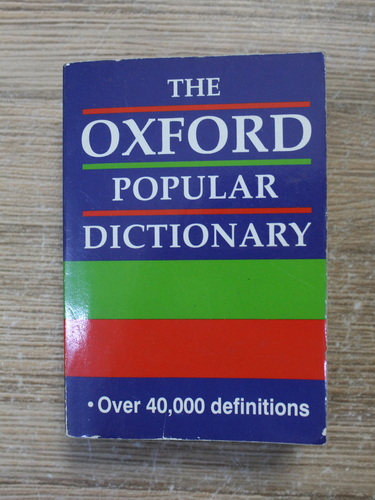 THE
OXFORD
POPULAR
DICTIONARY
• Over 40,000 definitions